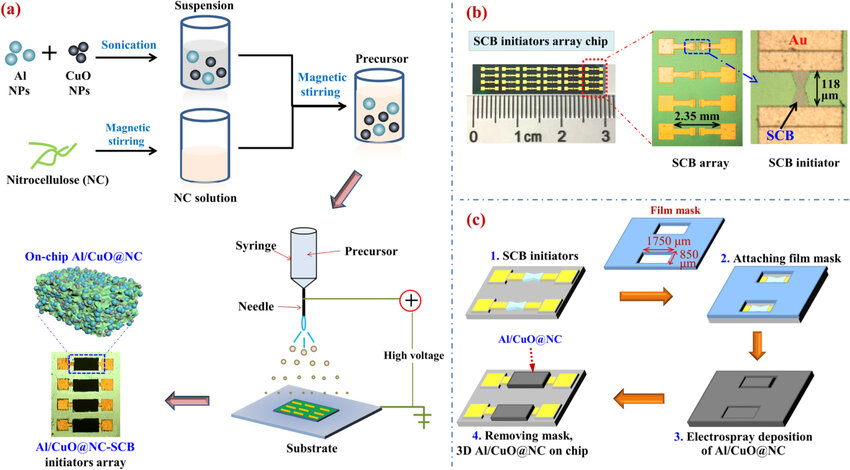 (a)
Suspension
Sonication
Al
NPs
CuO
NPs
Magnetic
stirring
Precursor
Magnetic
stirring
Nitrocellulose (NC)
NC solution
Syringe
Precursor
Needle
+
High voltage
Substrate
On-chip Al/CuO@NC
Al/CuO@NC-SCB
initiators array
(b)
SCB initiators array chip
0 1cm 2 3
2.35 mm
SCB array
Au
118
μm
SCB
SCB initiator
(c)
Film mask
1750 μm
850
μm
1. SCB initiators
2. Attaching film mask
3. Electrospray deposition
of Al/CuO@NC
Al/CuO@NC
4. Removing mask,
3D Al/CuO@NC on chip